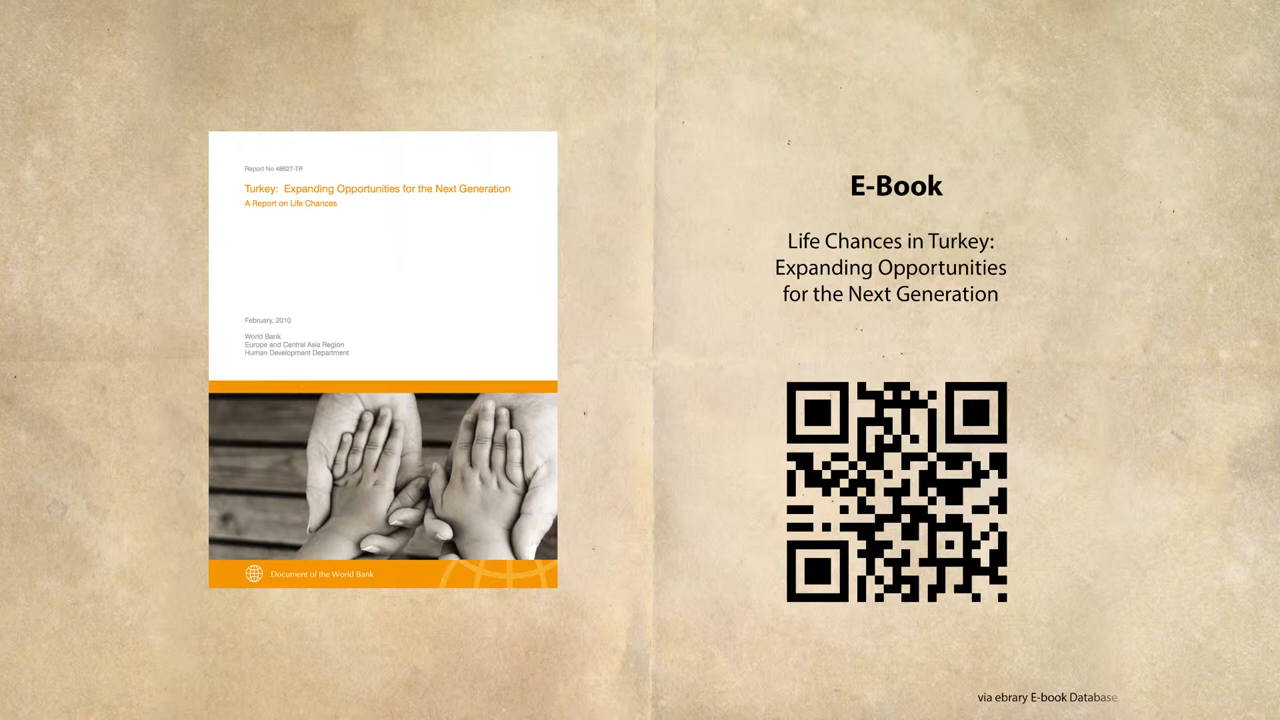 Report No 48627-TR
Turkey: Expanding Opportunities for the Next Generation
A Report on Life Chances
February, 2010
World Bank
Europe and Central Asia Region
Human Development Department
Document of the World Bank
E-Book
Life Chances in Turkey:
Expanding Opportunities
for the Next Generation
via ebrary E-book Database